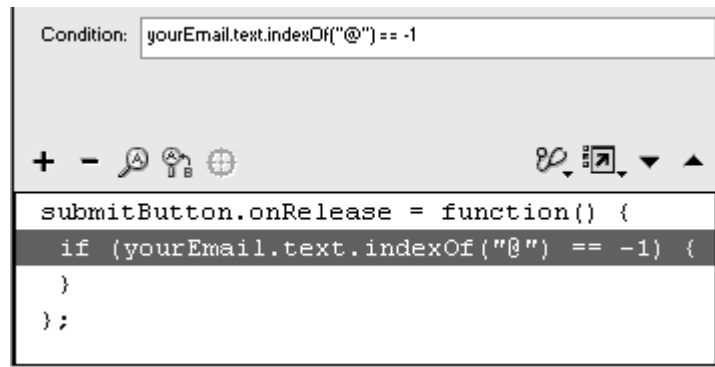 Condition: yourEmail.text.indexOf("@") == -1
submitButton.onRelease = function() {
if (yourEmail.text.indexOf("@") == -1) {
}
};